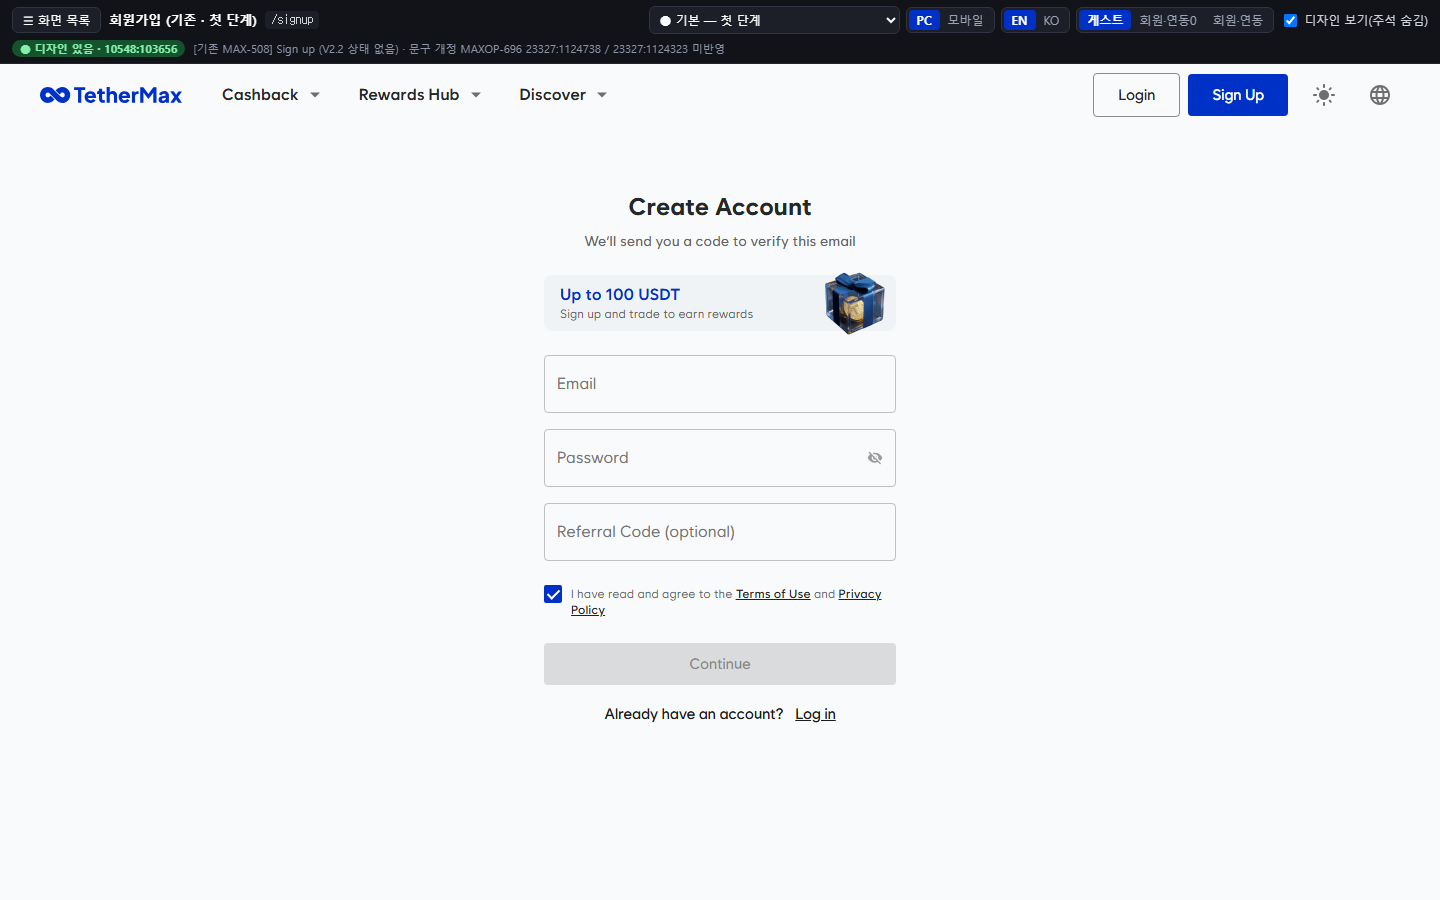 ☰ 화면 목록 회원가입 (기존 · 첫 단계) /signup ● 기본 — 첫 단계 PC 모바일 EN KO 게스트 회원·연동0 회원·연동 디자인 보기(주석 숨김)
● 디자인 있음 · 10548:103656 [기존 MAX-508] Sign up (V2.2 상태 없음) · 문구 개정 MAXOP-696 23327:1124738 / 23327:1124323 미반영
TetherMax Cashback Rewards Hub Discover Login Sign Up
Create Account
We'll send you a code to verify this email
Up to 100 USDT
Sign up and trade to earn rewards
Email
Password
Referral Code (optional)
I have read and agree to the Terms of Use and Privacy
Policy
Continue
Already have an account? Log in